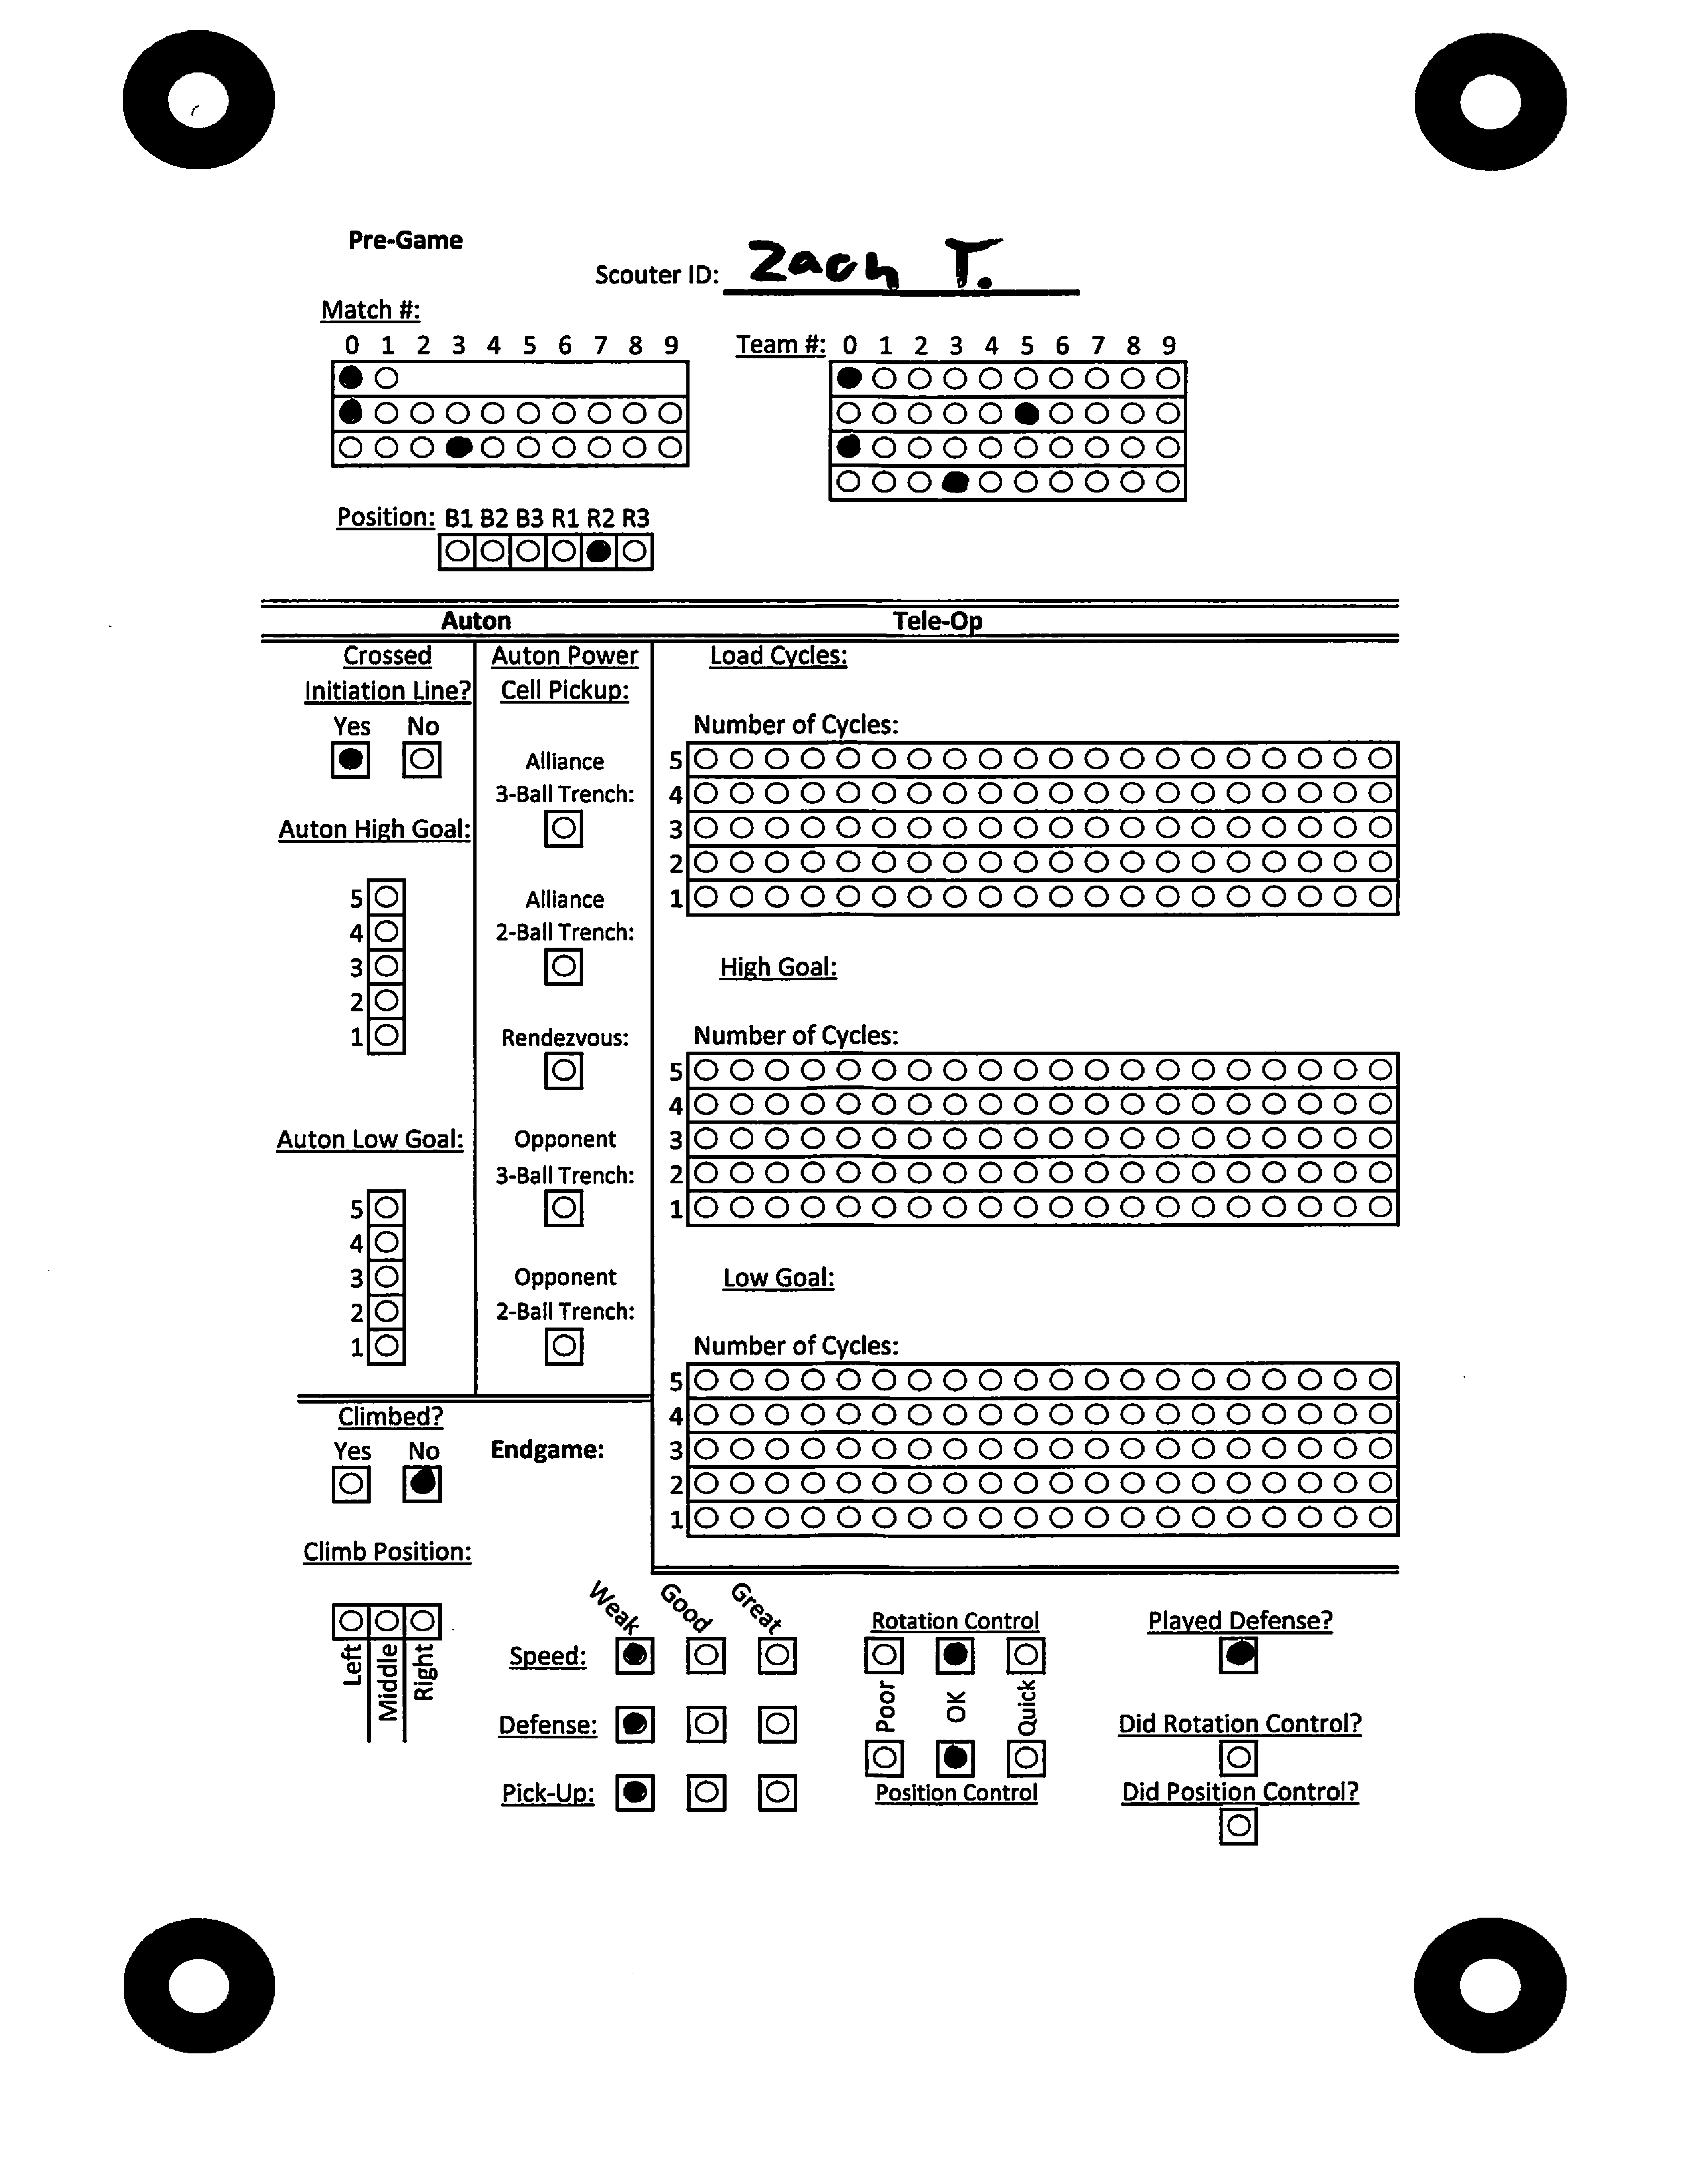 Pre-Game
Scouter ID: Zach T.
Match #:
0 1 2 3 4 5 6 7 8 9
Team #: 0 1 2 3 4 5 6 7 8 9
Position: B1 B2 B3 R1 R2 R3
Auton
Tele-Op
Crossed
Initiation Line?
Yes No
Auton High Goal:
5
4
3
2
1
Auton Low Goal:
5
4
3
2
1
Auton Power
Cell Pickup:
Alliance
3-Ball Trench:
Alliance
2-Ball Trench:
Rendezvous:
Opponent
3-Ball Trench:
Opponent
2-Ball Trench:
Load Cycles:
Number of Cycles:
5
4
3
2
1
High Goal:
Number of Cycles:
5
4
3
2
1
Low Goal:
Number of Cycles:
5
4
3
2
1
Climbed?
Yes No
Endgame:
Climb Position:
Left
Middle
Right
Weak
Good
Great
Speed:
Defense:
Pick-Up:
Rotation Control
Poor
OK
Quick
Position Control
Played Defense?
Did Rotation Control?
Did Position Control?